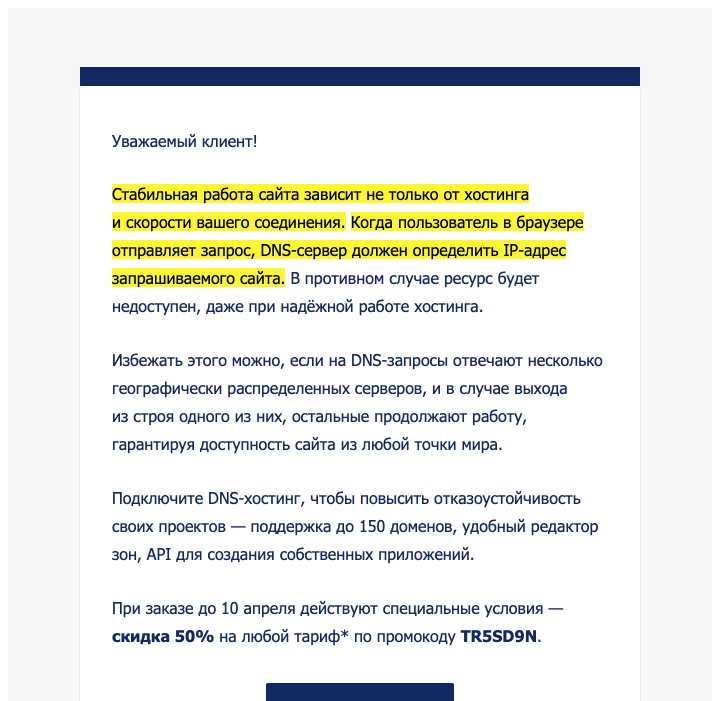 Уважаемый клиент!
Стабильная работа сайта зависит не только от хостинга
и скорости вашего соединения. Когда пользователь в браузере
отправляет запрос, DNS-сервер должен определить IP-адрес
запрашиваемого сайта. В противном случае ресурс будет
недоступен, даже при надёжной работе хостинга.
Избежать этого можно, если на DNS-запросы отвечают несколько
географически распределенных серверов, и в случае выхода
из строя одного из них, остальные продолжают работу,
гарантируя доступность сайта из любой точки мира.
Подключите DNS-хостинг, чтобы повысить отказоустойчивость
своих проектов — поддержка до 150 доменов, удобный редактор
зон, API для создания собственных приложений.
При заказе до 10 апреля действуют специальные условия —
скидка 50% на любой тариф* по промокоду TR5SD9N.